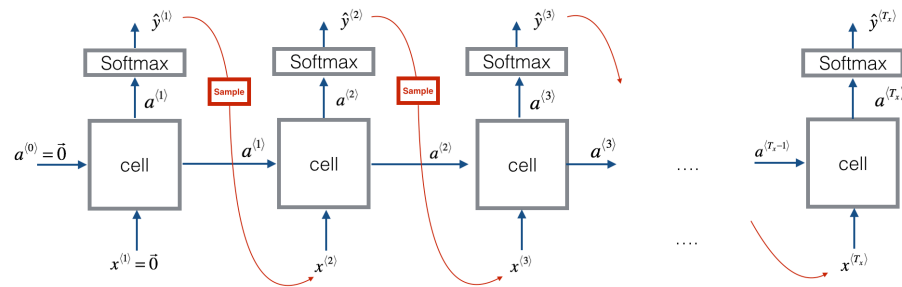 ŷ⟨1⟩ ŷ⟨2⟩ ŷ⟨3⟩ ŷ⟨Tₓ⟩
Softmax Softmax Softmax Softmax
Sample Sample
a⟨1⟩ a⟨2⟩ a⟨3⟩ a⟨Tₓ⟩
a⟨0⟩ = 0⃗ cell a⟨1⟩ cell a⟨2⟩ cell a⟨3⟩ .... a⟨Tₓ−1⟩ cell
....
x⟨1⟩ = 0⃗ x⟨2⟩ x⟨3⟩ x⟨Tₓ⟩